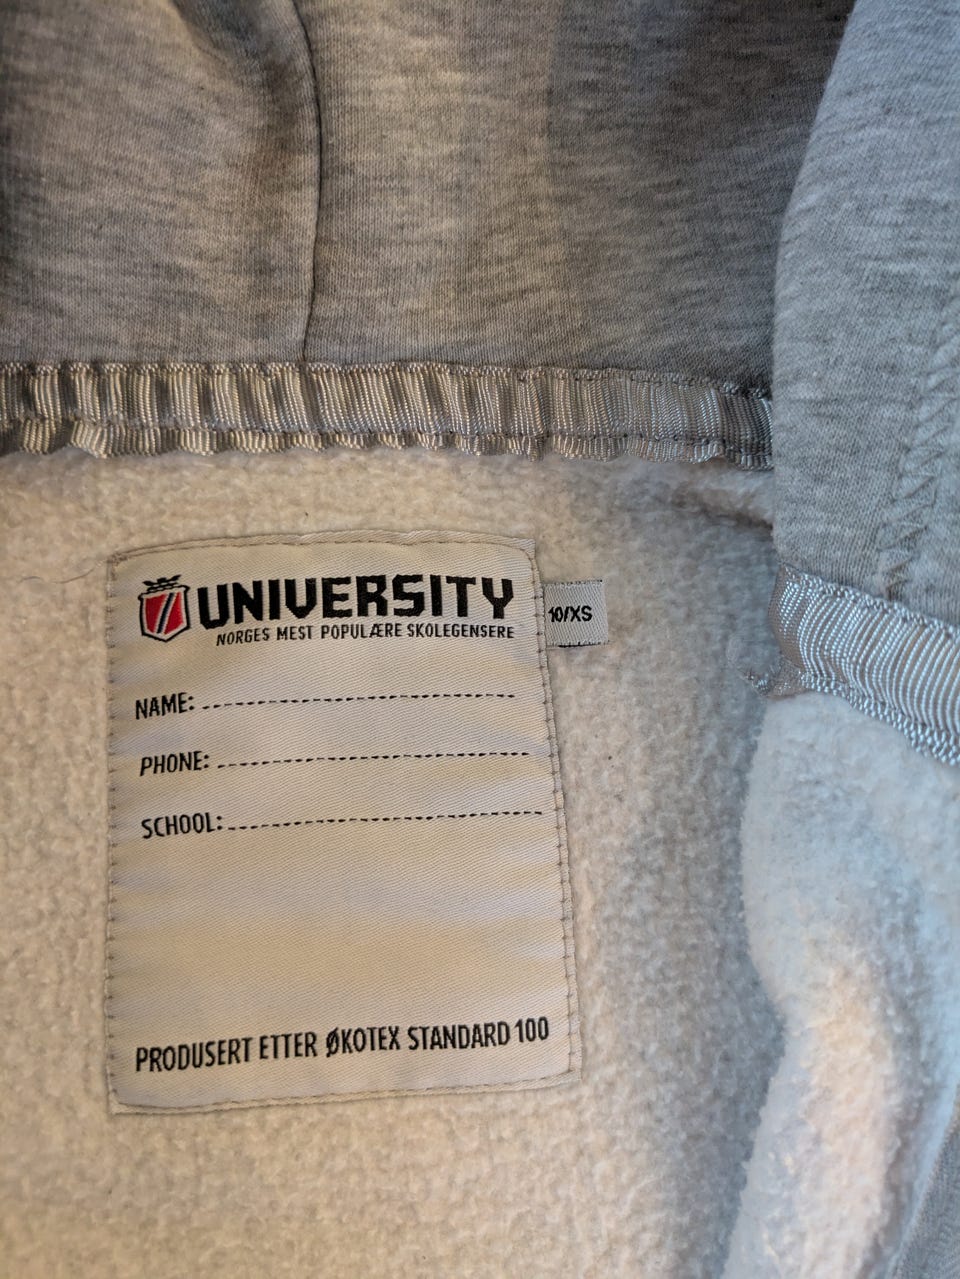 UNIVERSITY
NORGES MEST POPULÆRE SKOLEGENSERE
10/XS
NAME:
PHONE:
SCHOOL:
PRODUSERT ETTER ØKOTEX STANDARD 100